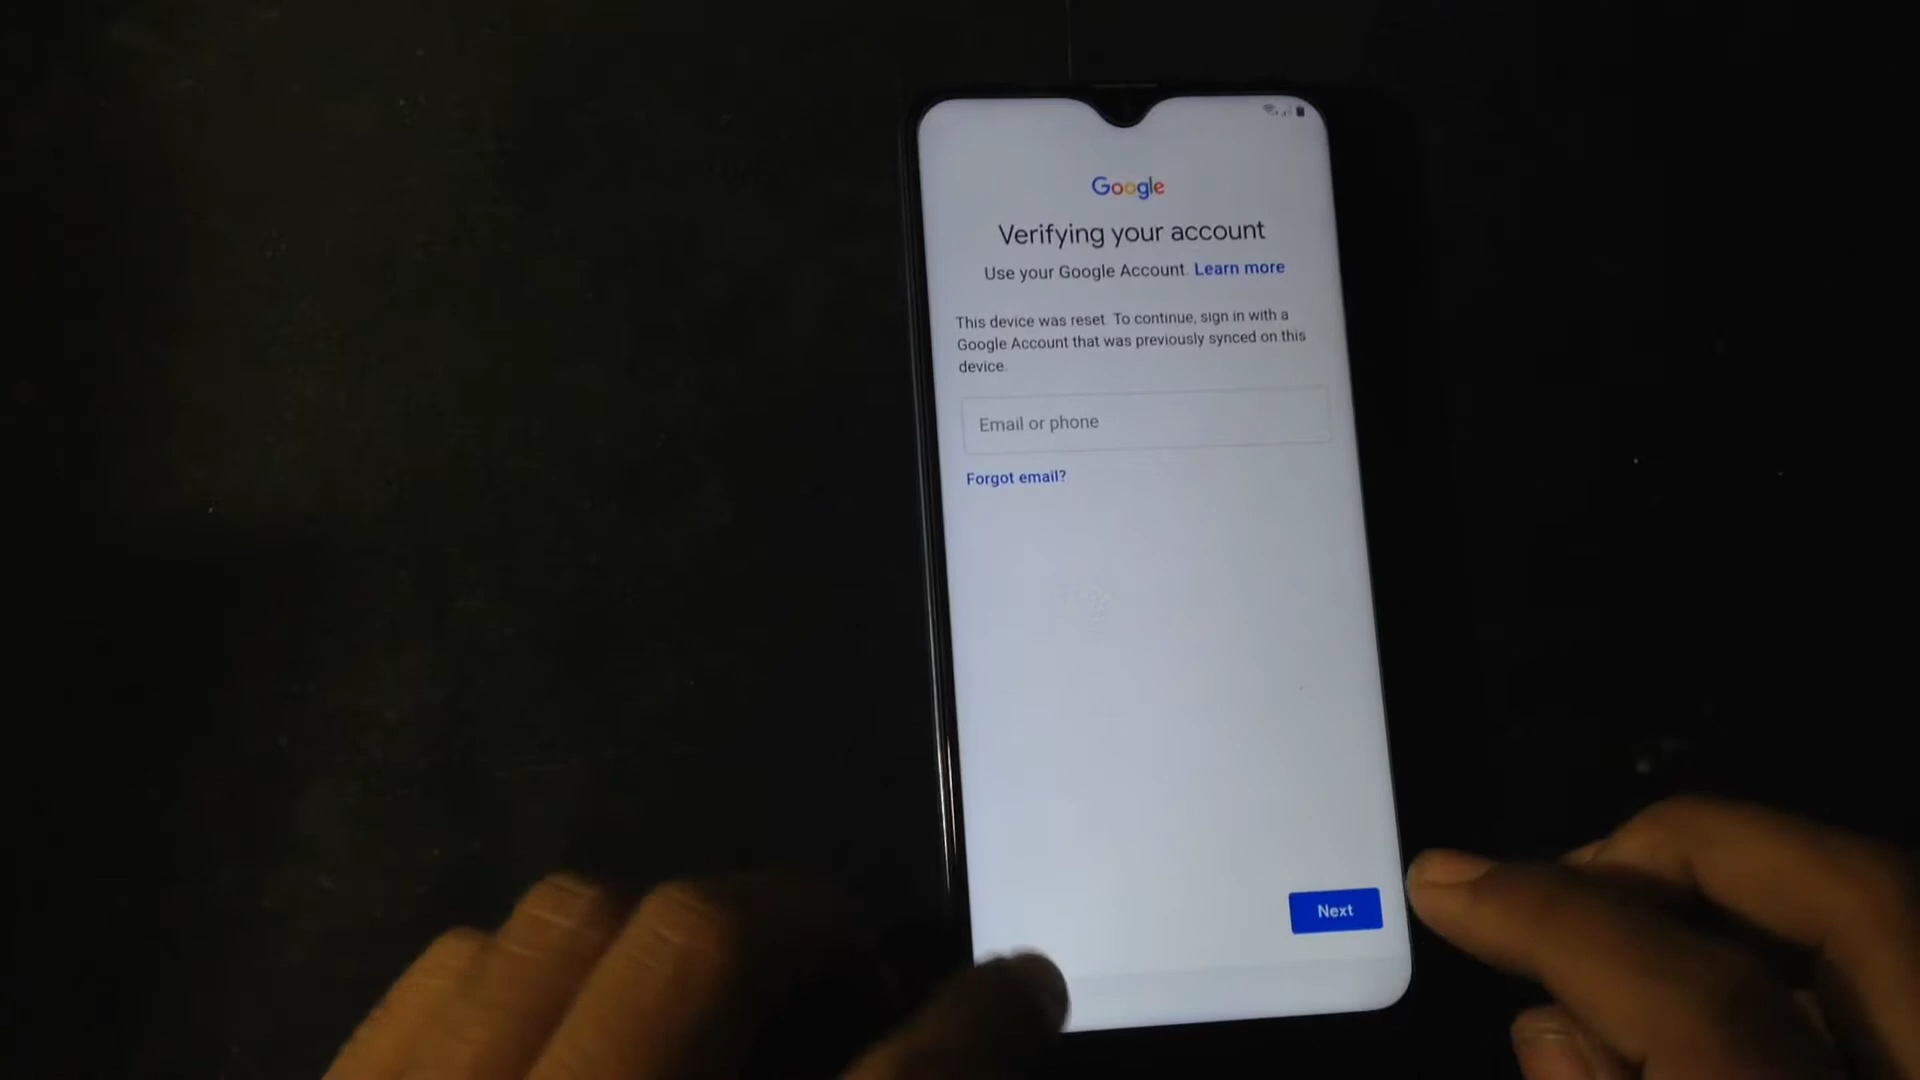 Google
Verifying your account
Use your Google Account. Learn more
This device was reset. To continue, sign in with a
Google Account that was previously synced on this
device.
Email or phone
Forgot email?
Next